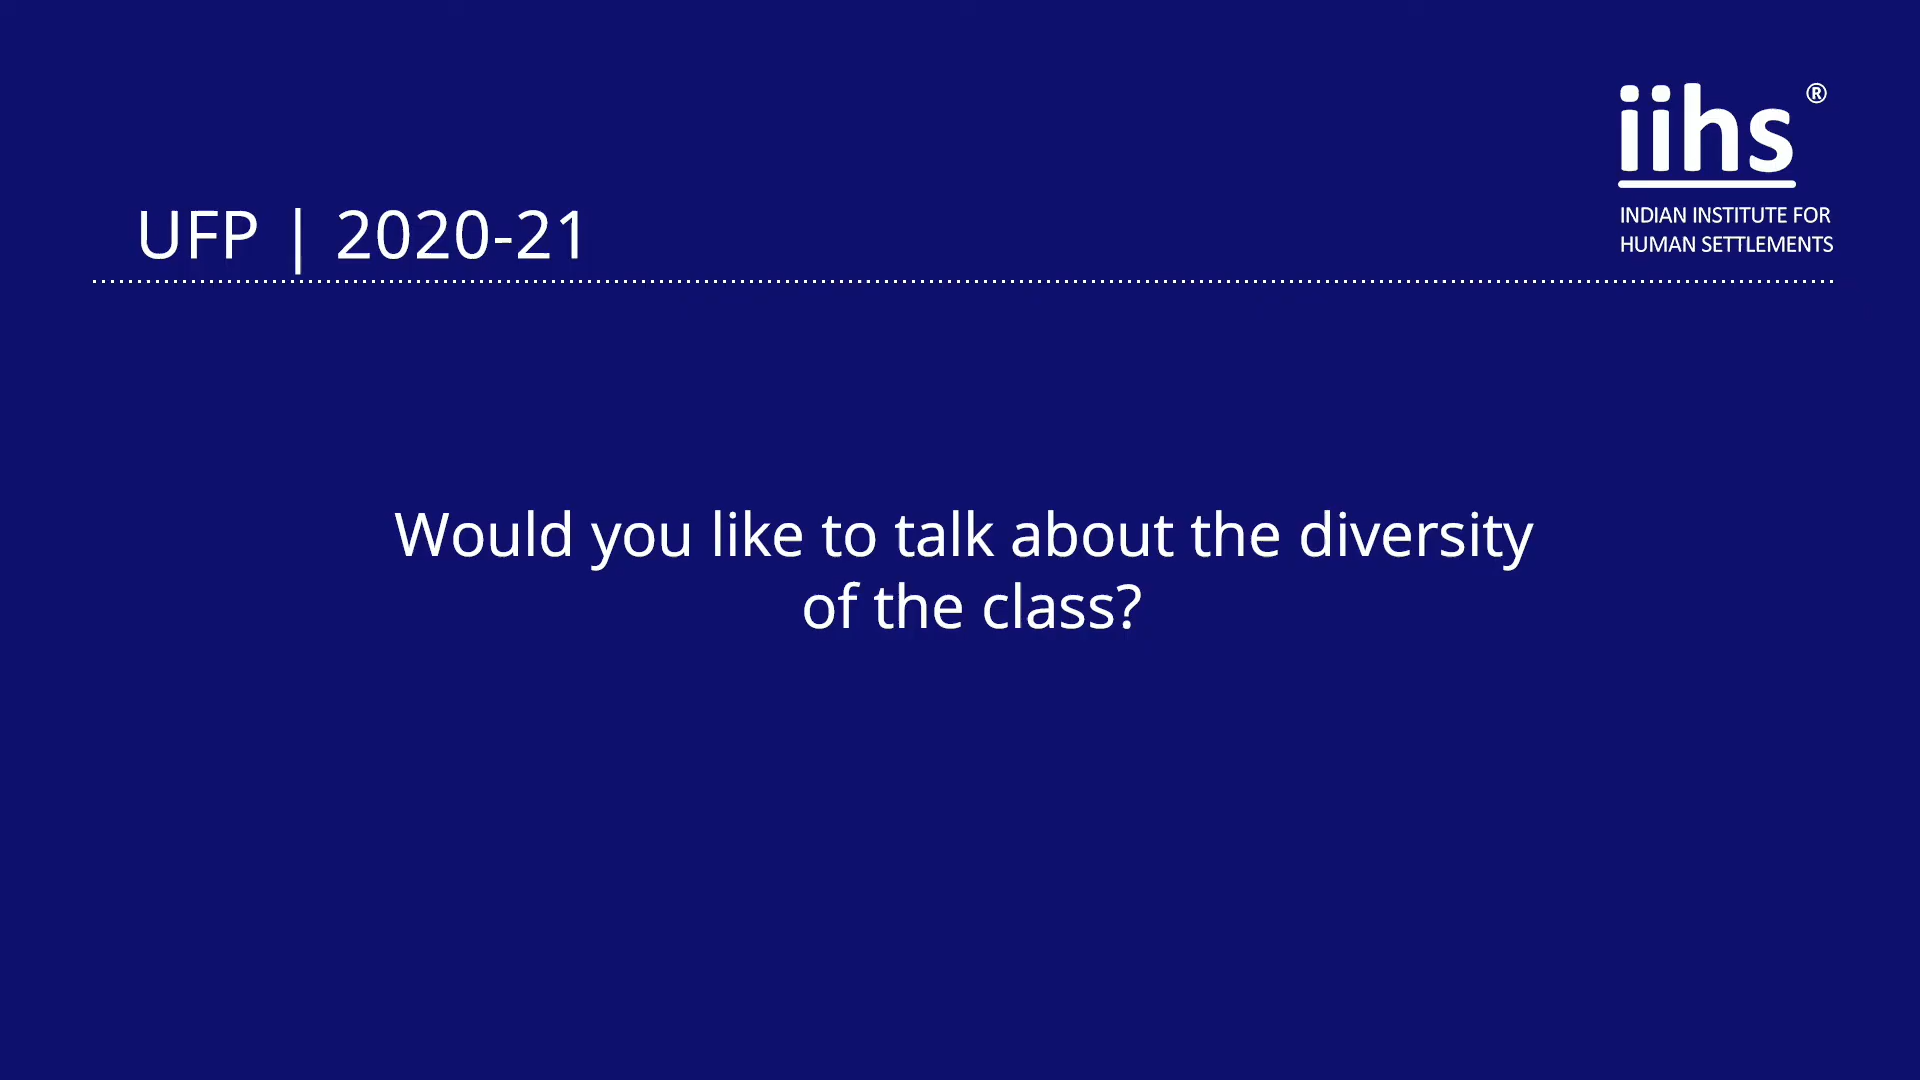 iihs ®
INDIAN INSTITUTE FOR
HUMAN SETTLEMENTS
UFP | 2020-21
Would you like to talk about the diversity
of the class?